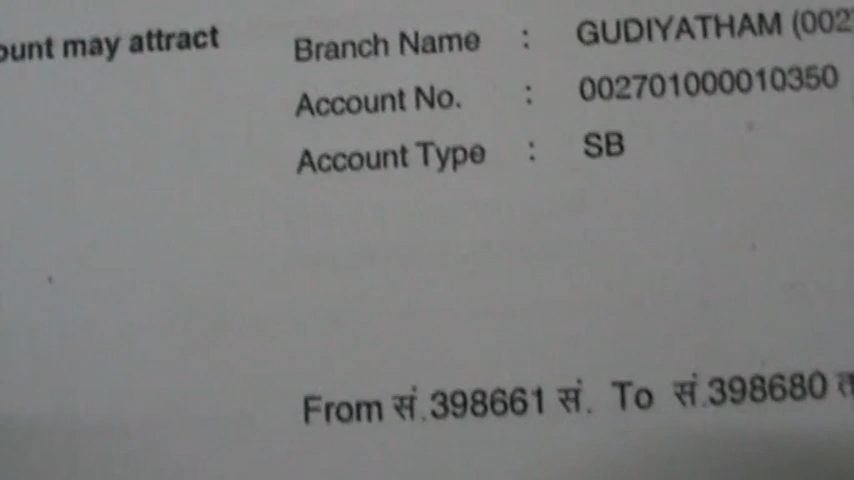 ount may attract
Branch Name : GUDIYATHAM (002
Account No. : 002701000010350
Account Type : SB
From सं.398661 सं. To सं.398680 त